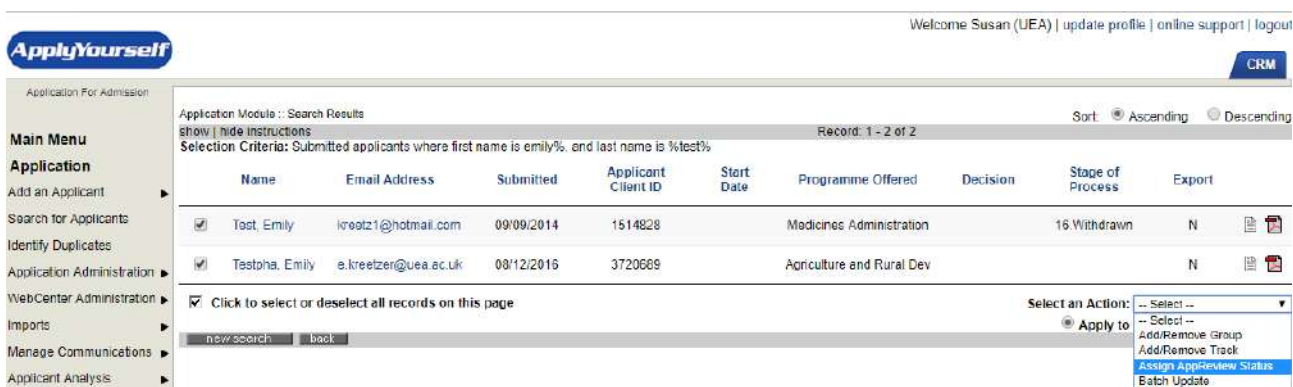 Welcome Susan (UEA) | update profile | online support | logout
ApplyYourself
CRM
Application For Admission
Application Module :: Search Results
Sort: Ascending Descending
show | hide instructions Record: 1 - 2 of 2
Main Menu
Selection Criteria: Submitted applicants where first name is emily%, and last name is %test%
Application
Name Email Address Submitted Applicant Client ID Start Date Programme Offered Decision Stage of Process Export
Add an Applicant
Search for Applicants
Test, Emily kreetz1@hotmail.com 09/09/2014 1514828 Medicines Administration 16.Withdrawn N
Identify Duplicates
Testpha, Emily e.kreetzer@uea.ac.uk 08/12/2016 3720689 Agriculture and Rural Dev N
Application Administration
WebCenter Administration
Click to select or deselect all records on this page Select an Action: -- Select --
Imports
Apply to -- Select --
new search back
Add/Remove Group
Manage Communications
Add/Remove Track
Applicant Analysis
Assign AppReview Status
Batch Update